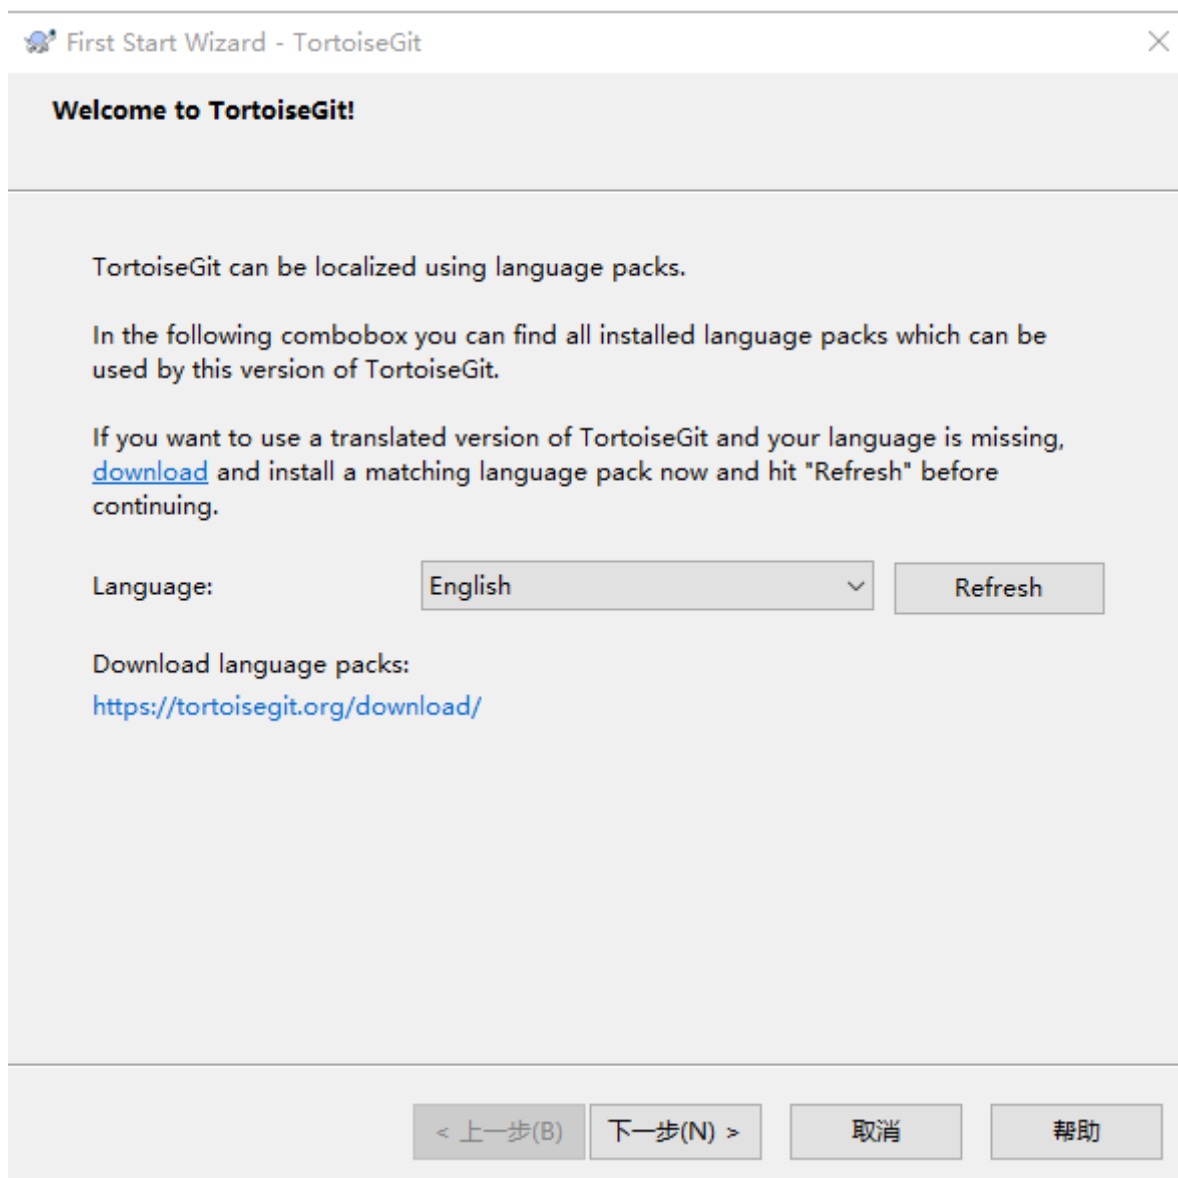 First Start Wizard - TortoiseGit
Welcome to TortoiseGit!
TortoiseGit can be localized using language packs.
In the following combobox you can find all installed language packs which can be
used by this version of TortoiseGit.
If you want to use a translated version of TortoiseGit and your language is missing,
download and install a matching language pack now and hit "Refresh" before
continuing.
Language: English Refresh
Download language packs:
https://tortoisegit.org/download/
< 上一步(B) 下一步(N) > 取消 帮助